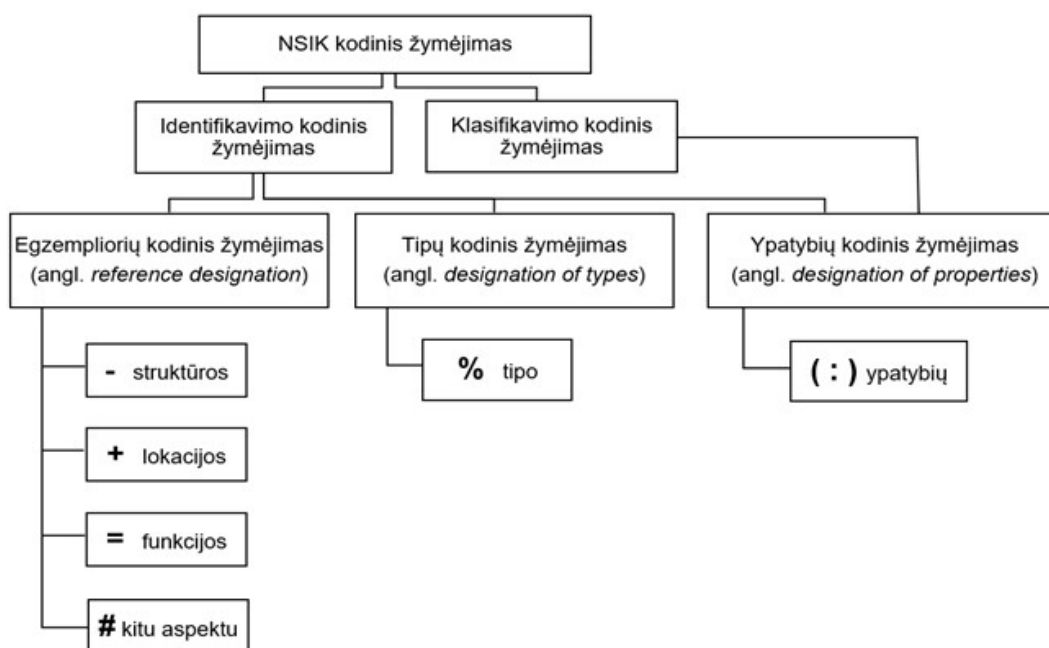 NSIK kodinis žymėjimas
Identifikavimo kodinis
žymėjimas
Klasifikavimo kodinis
žymėjimas
Egzempliorių kodinis žymėjimas
(angl. reference designation)
Tipų kodinis žymėjimas
(angl. designation of types)
Ypatybių kodinis žymėjimas
(angl. designation of properties)
- struktūros
+ lokacijos
= funkcijos
# kitu aspektu
% tipo
( : ) ypatybių